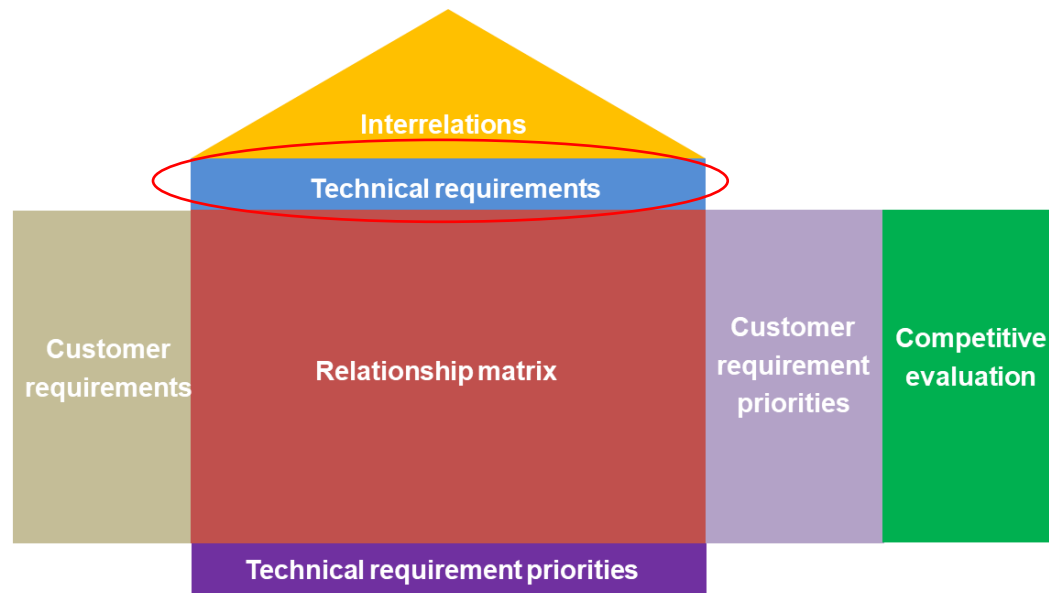 Interrelations
Technical requirements
Customer
requirements
Relationship matrix
Customer
requirement
priorities
Competitive
evaluation
Technical requirement priorities